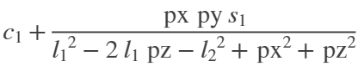 c₁ + (px py s₁) / (l₁² − 2 l₁ pz − l₂² + px² + pz²)